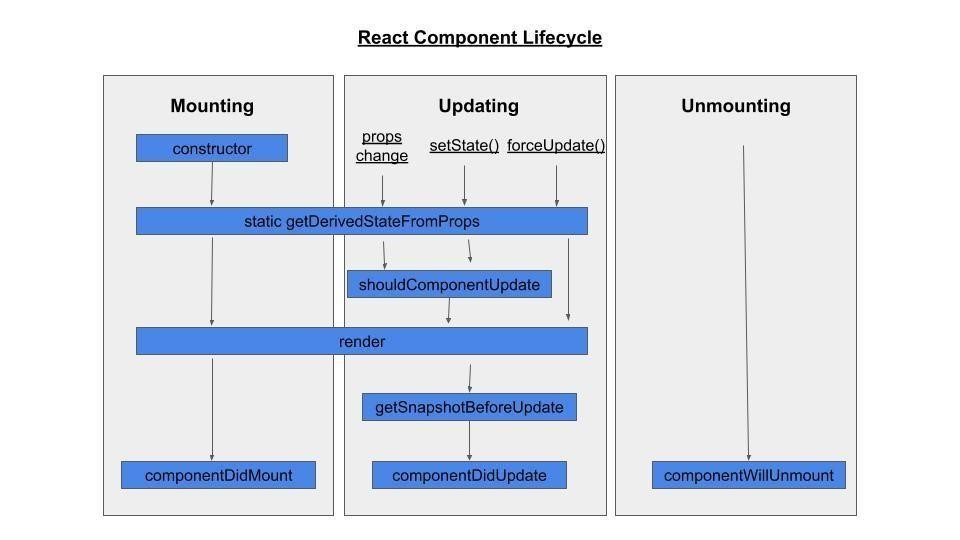 React Component Lifecycle
Mounting
Updating
Unmounting
constructor
props
change
setState()
forceUpdate()
static getDerivedStateFromProps
shouldComponentUpdate
render
getSnapshotBeforeUpdate
componentDidMount
componentDidUpdate
componentWillUnmount